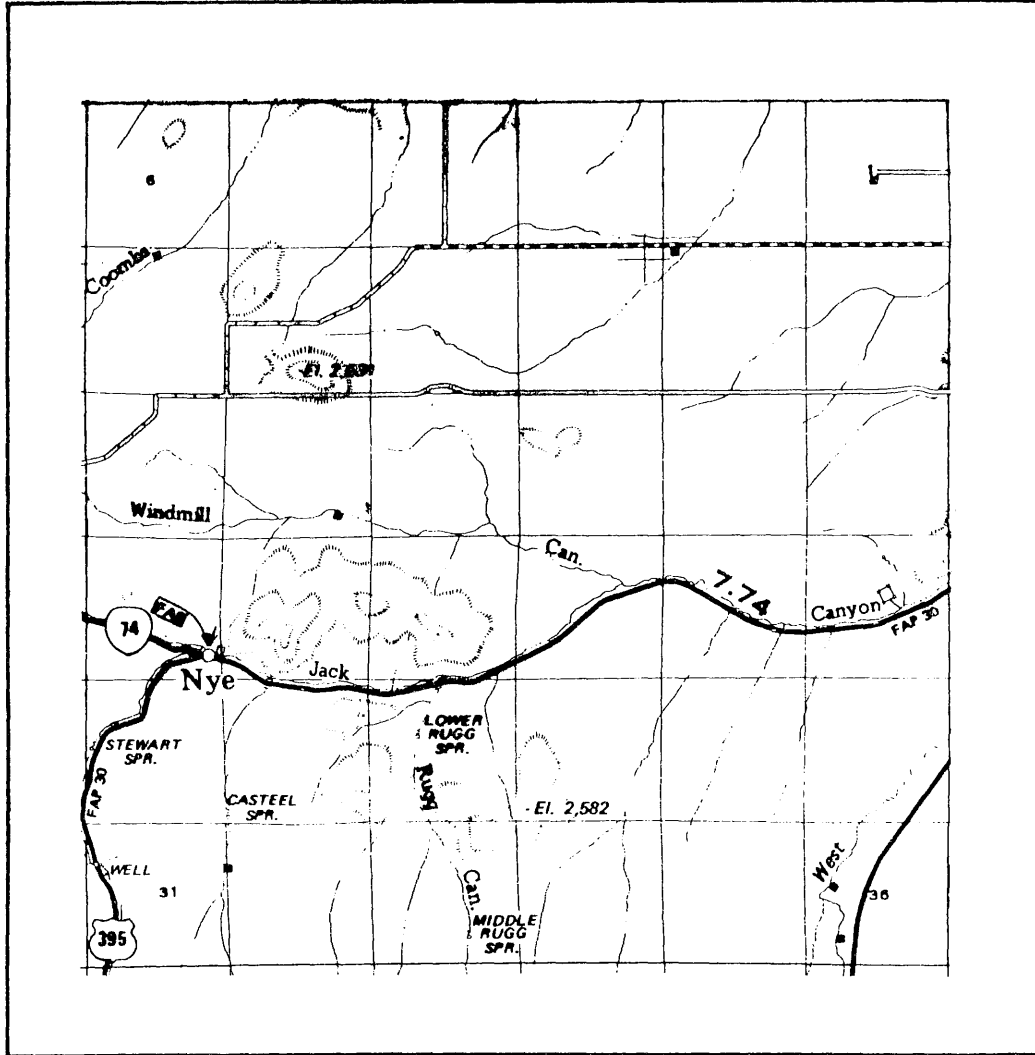 6
Coombs
El. 2,691
Windmill
Can.
7.74
Canyon
FAP 30
FAS
74
Nye
Jack
STEWART
SPR.
FAP 30
LOWER
RUGG
SPR.
Rugg
CASTEEL
SPR.
El. 2,582
WELL
31
Can.
West
36
MIDDLE
RUGG
SPR.
395